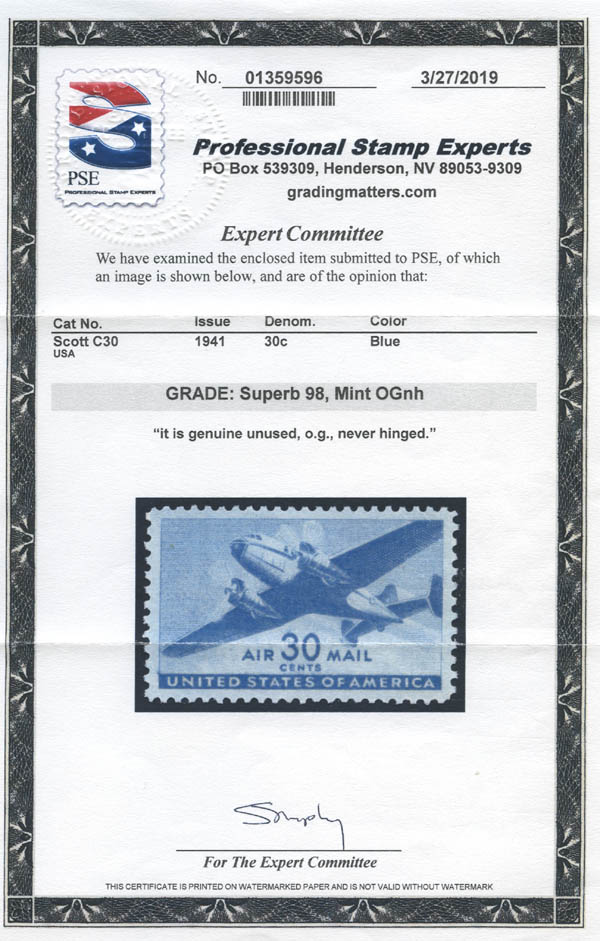 No. 01359596 3/27/2019
PSE
PROFESSIONAL STAMP EXPERTS
Professional Stamp Experts
PO Box 539309, Henderson, NV 89053-9309
gradingmatters.com
Expert Committee
We have examined the enclosed item submitted to PSE, of which
an image is shown below, and are of the opinion that:
Cat No. Issue Denom. Color
Scott C30 1941 30c Blue
USA
GRADE: Superb 98, Mint OGnh
“it is genuine unused, o.g., never hinged.”
AIR 30 MAIL
CENTS
UNITED STATES OF AMERICA
For The Expert Committee
THIS CERTIFICATE IS PRINTED ON WATERMARKED PAPER AND IS NOT VALID WITHOUT WATERMARK